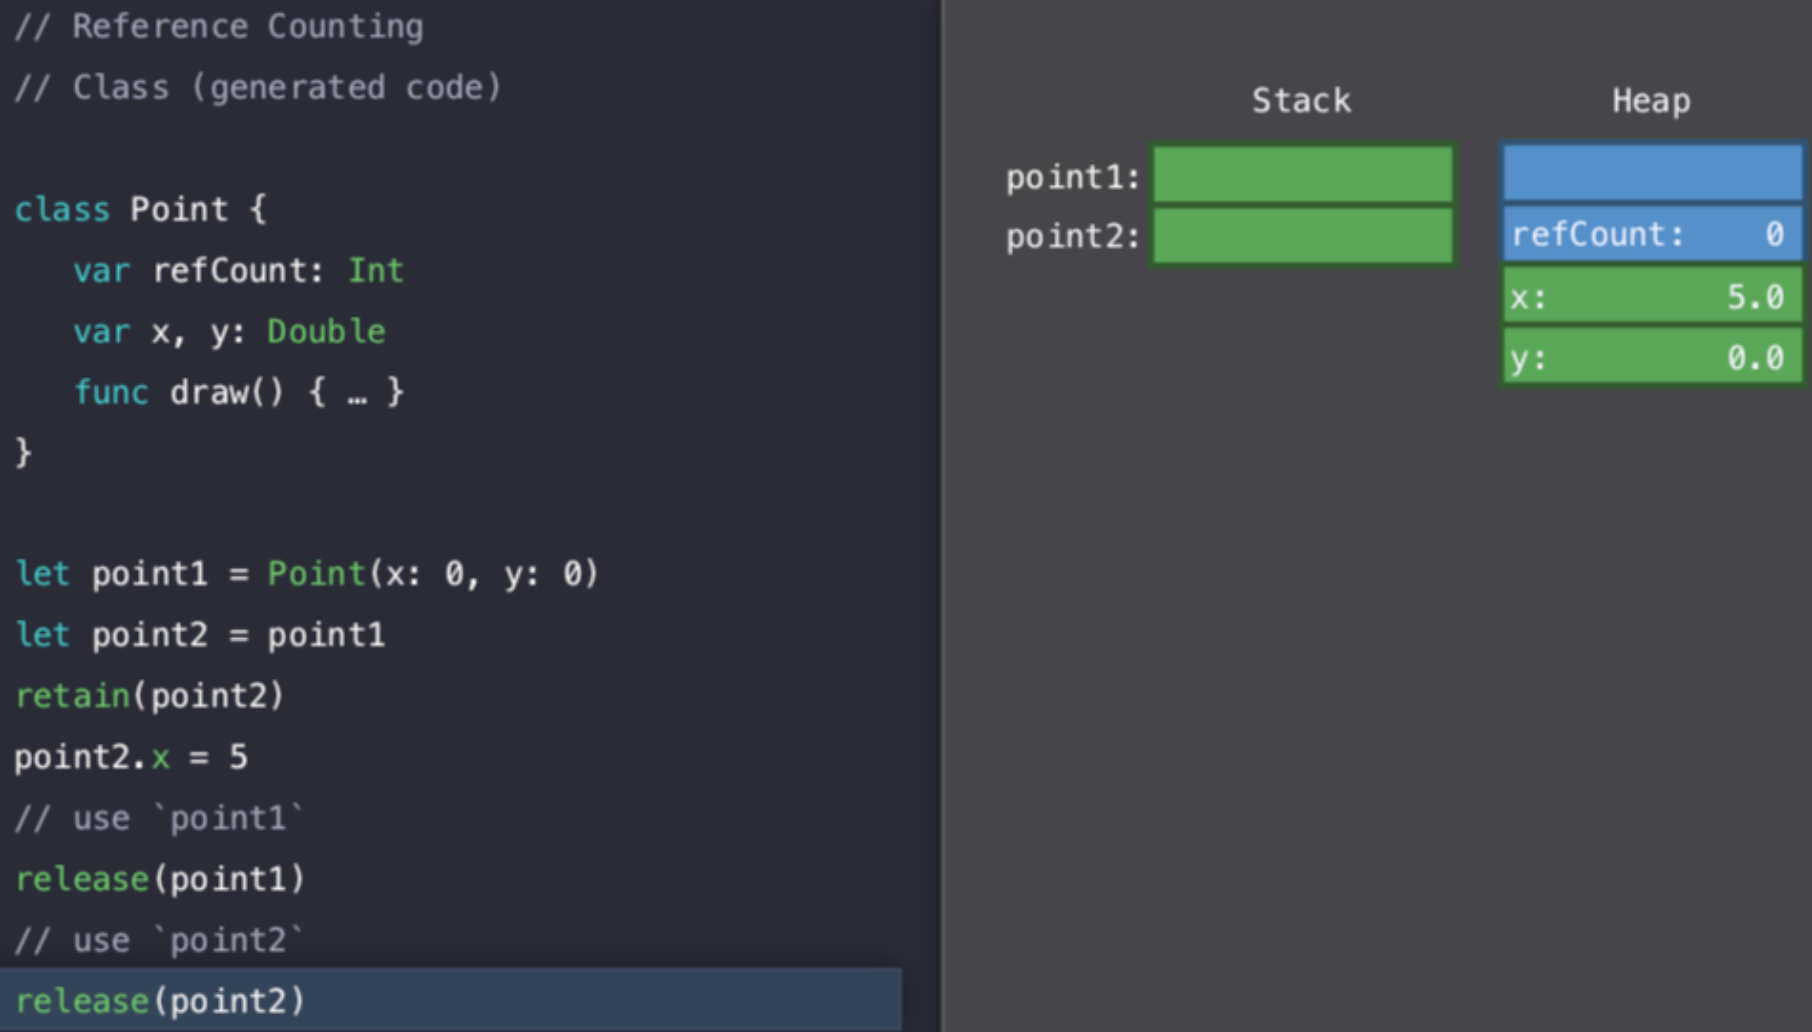 // Reference Counting
// Class (generated code)
class Point {
var refCount: Int
var x, y: Double
func draw() { … }
}
let point1 = Point(x: 0, y: 0)
let point2 = point1
retain(point2)
point2.x = 5
// use `point1`
release(point1)
// use `point2`
release(point2)
Stack
Heap
point1:
point2:
refCount: 0
x: 5.0
y: 0.0